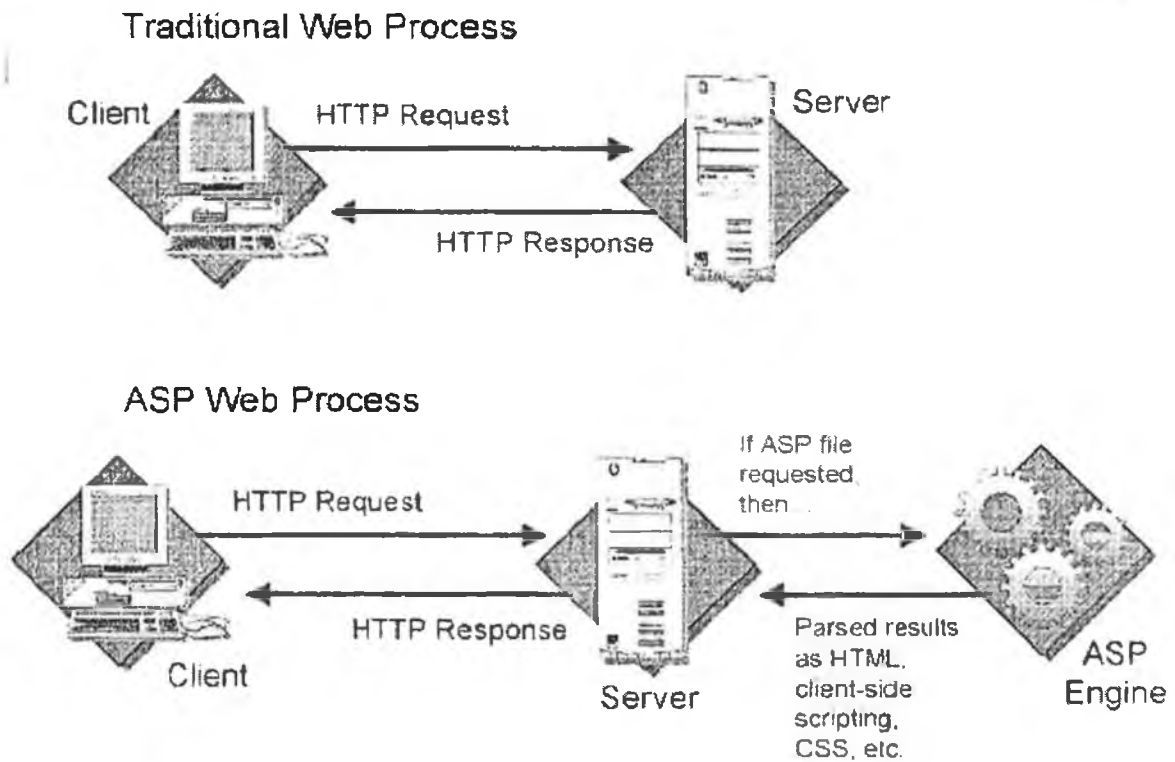 Traditional Web Process
Client
HTTP Request
Server
HTTP Response
ASP Web Process
HTTP Request
If ASP file
requested,
then...
HTTP Response
Client
Server
Parsed results
as HTML,
client-side
scripting,
CSS, etc.
ASP
Engine